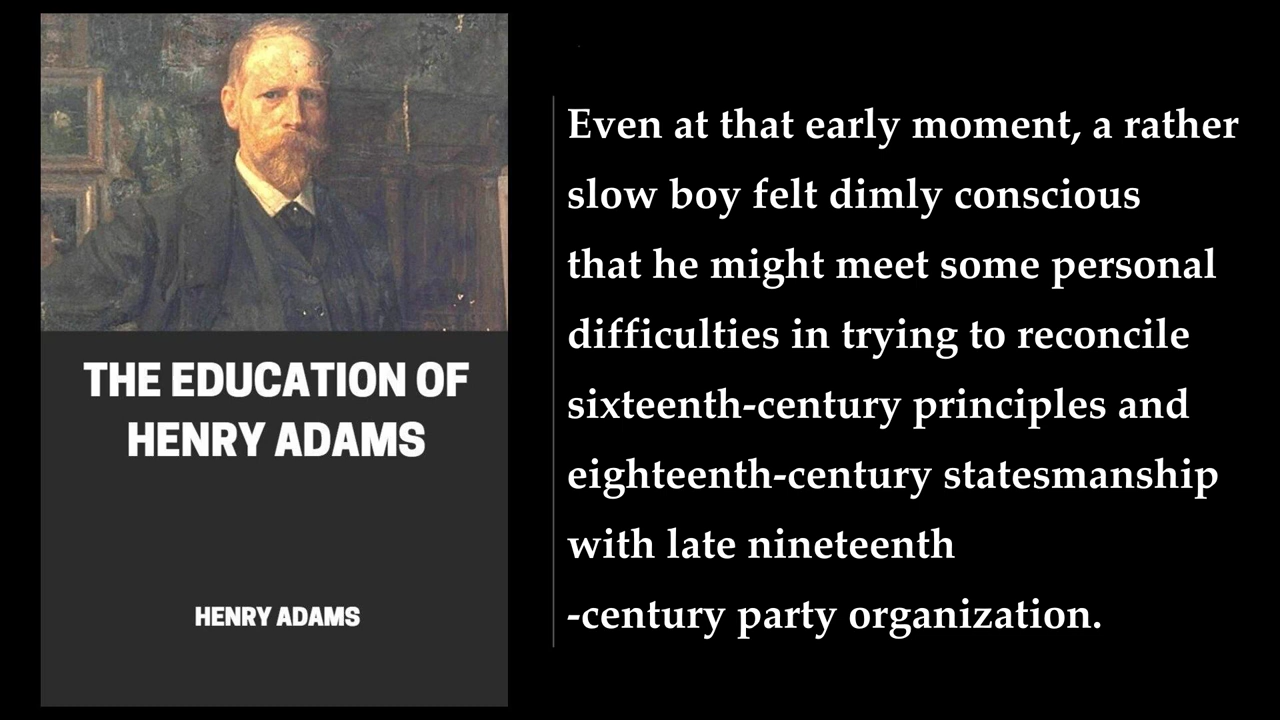 THE EDUCATION OF
HENRY ADAMS
HENRY ADAMS
Even at that early moment, a rather
slow boy felt dimly conscious
that he might meet some personal
difficulties in trying to reconcile
sixteenth-century principles and
eighteenth-century statesmanship
with late nineteenth
-century party organization.